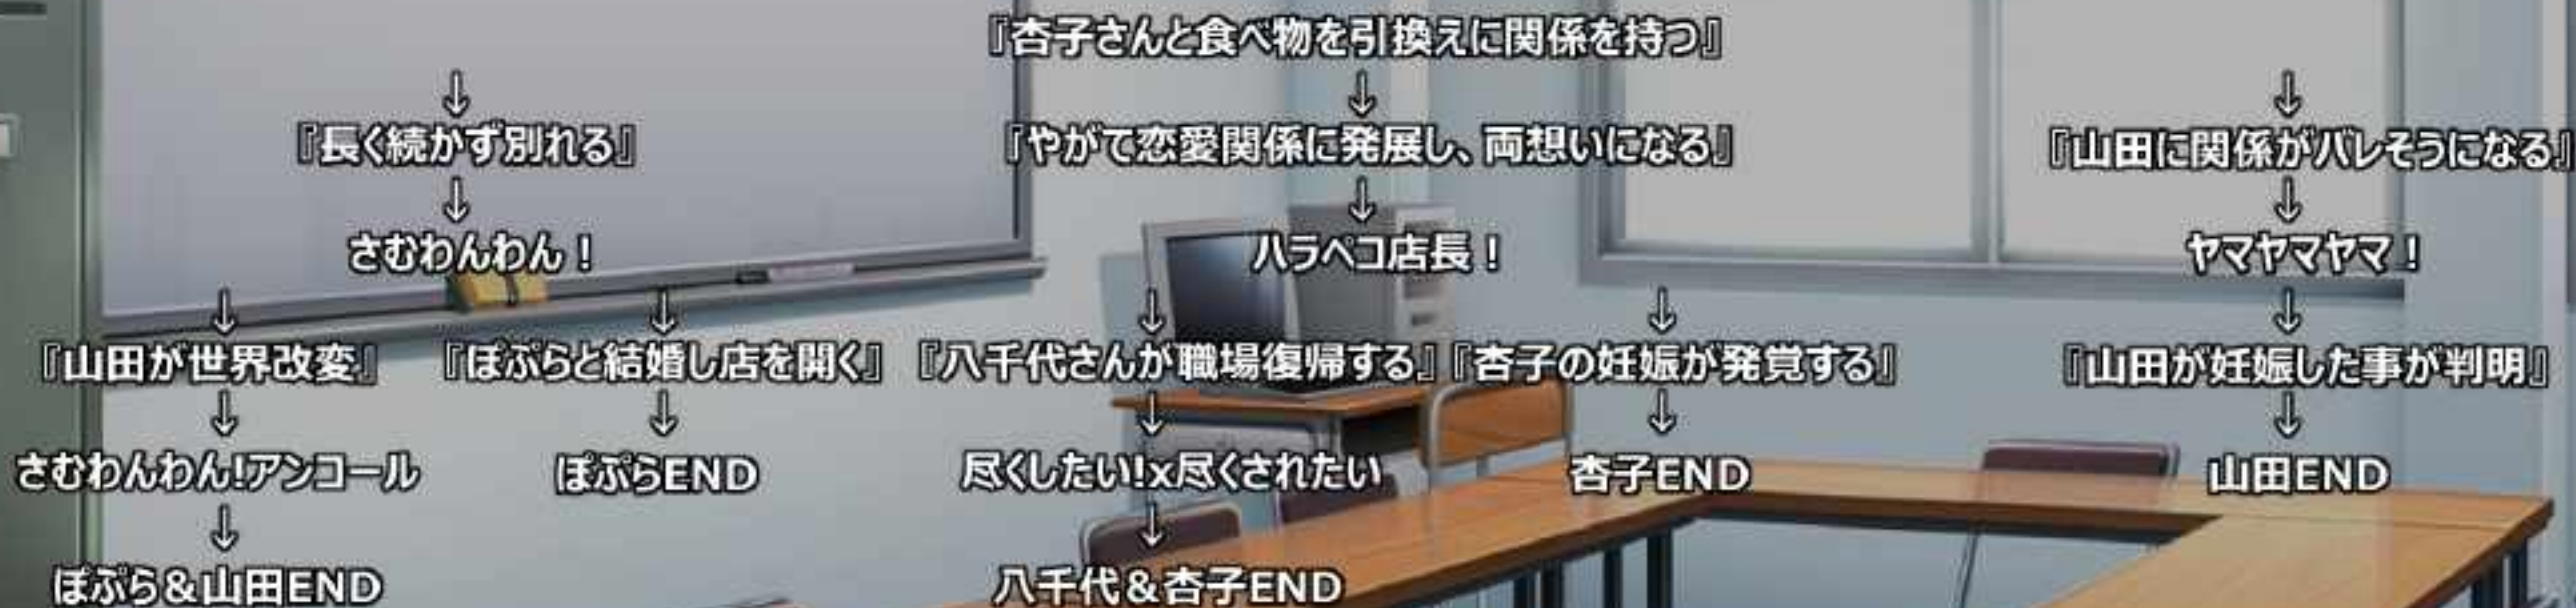 『杏子さんと食べ物を引換えに関係を持つ』
↓ ↓ ↓
『長く続かず別れる』 『やがて恋愛関係に発展し、両想いになる』 『山田に関係がバレそうになる』
↓ ↓ ↓
さむわんわん！ ハラペコ店長！ ヤマヤマヤマ！
↓ ↓ ↓ ↓ ↓
『山田が世界改変』 『ぽぷらと結婚し店を開く』 『八千代さんが職場復帰する』 『杏子の妊娠が発覚する』 『山田が妊娠した事が判明』
↓ ↓ ↓ ↓ ↓
さむわんわん!アンコール ぽぷらEND 尽くしたい!x尽くされたい 杏子END 山田END
↓ ↓
ぽぷら＆山田END 八千代＆杏子END